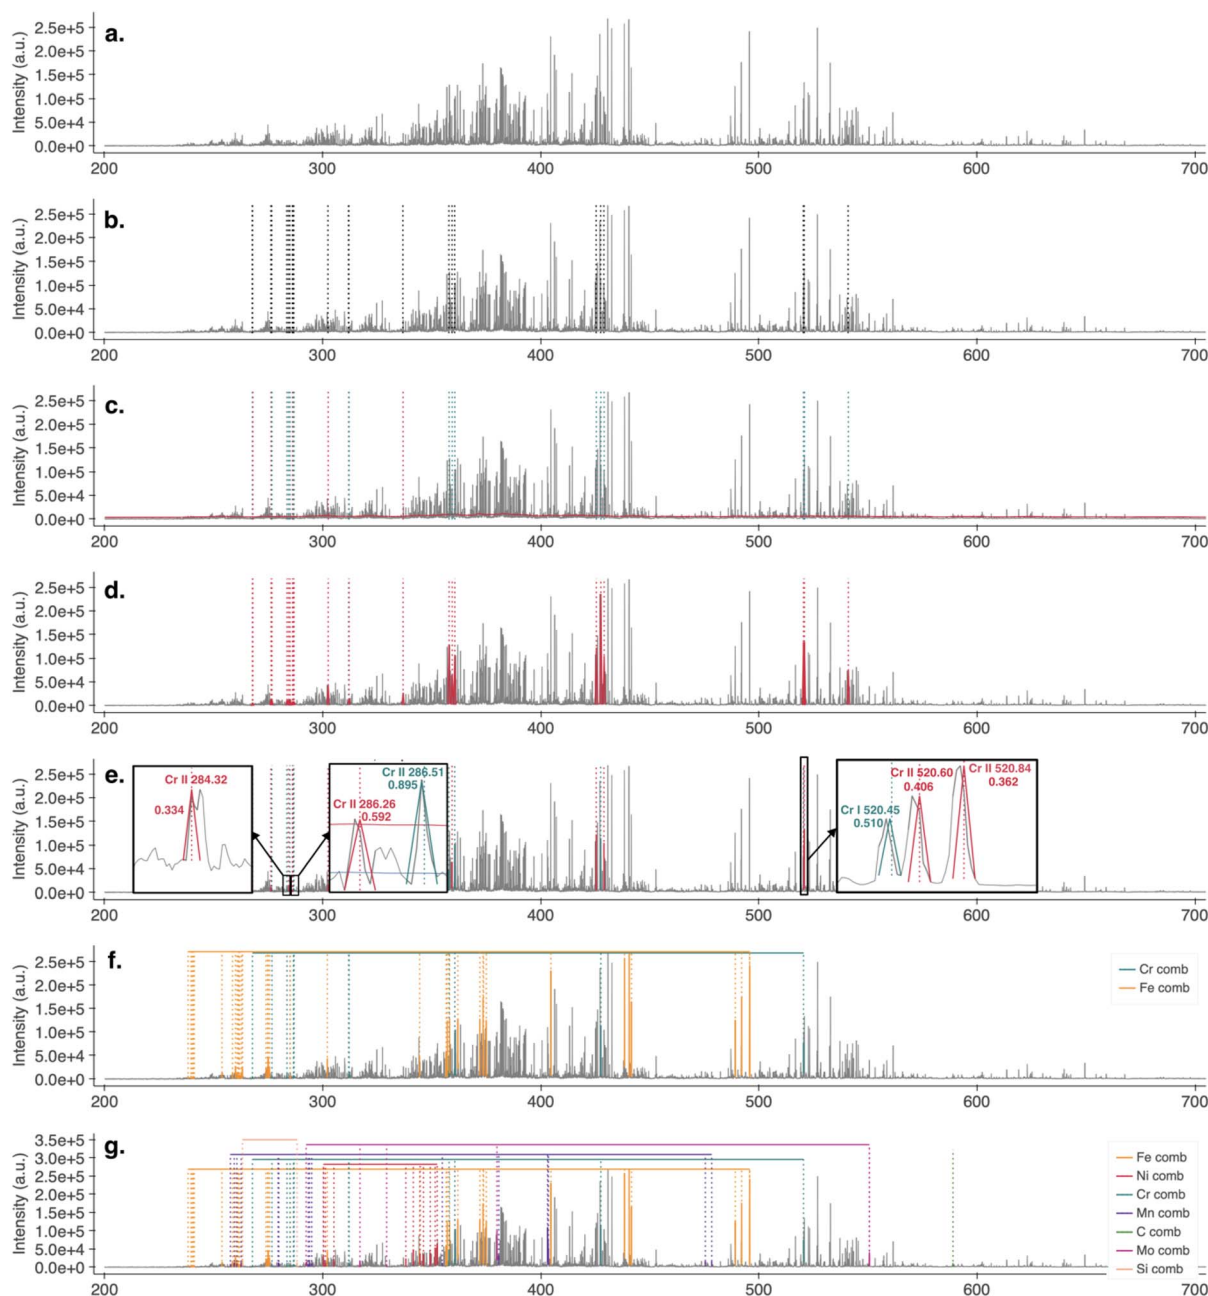 a.
Intensity (a.u.)
2.5e+5
2.0e+5
1.5e+5
1.0e+5
5.0e+4
0.0e+0
200 300 400 500 600 700
b.
Intensity (a.u.)
2.5e+5
2.0e+5
1.5e+5
1.0e+5
5.0e+4
0.0e+0
200 300 400 500 600 700
c.
Intensity (a.u.)
2.5e+5
2.0e+5
1.5e+5
1.0e+5
5.0e+4
0.0e+0
200 300 400 500 600 700
d.
Intensity (a.u.)
2.5e+5
2.0e+5
1.5e+5
1.0e+5
5.0e+4
0.0e+0
200 300 400 500 600 700
e.
Intensity (a.u.)
2.5e+5
2.0e+5
1.5e+5
1.0e+5
5.0e+4
0.0e+0
Cr II 284.32
0.334
Cr II 286.51
0.895
Cr II 286.26
0.592
Cr II 520.60
0.406
Cr II 520.84
0.362
Cr I 520.45
0.510
200 300 400 500 600 700
f.
Intensity (a.u.)
2.5e+5
2.0e+5
1.5e+5
1.0e+5
5.0e+4
0.0e+0
Cr comb
Fe comb
200 300 400 500 600 700
g.
Intensity (a.u.)
3.5e+5
3.0e+5
2.5e+5
2.0e+5
1.5e+5
1.0e+5
5.0e+4
0.0e+0
Fe comb
Ni comb
Cr comb
Mn comb
C comb
Mo comb
Si comb
200 300 400 500 600 700